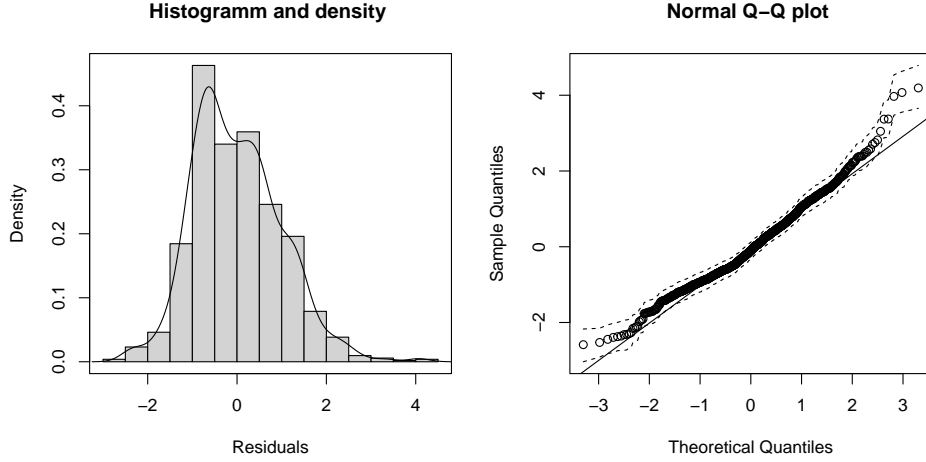 Histogramm and density
Density
0.0 0.1 0.2 0.3 0.4
−2 0 2 4
Residuals
Normal Q−Q plot
Sample Quantiles
−2 0 2 4
−3 −2 −1 0 1 2 3
Theoretical Quantiles